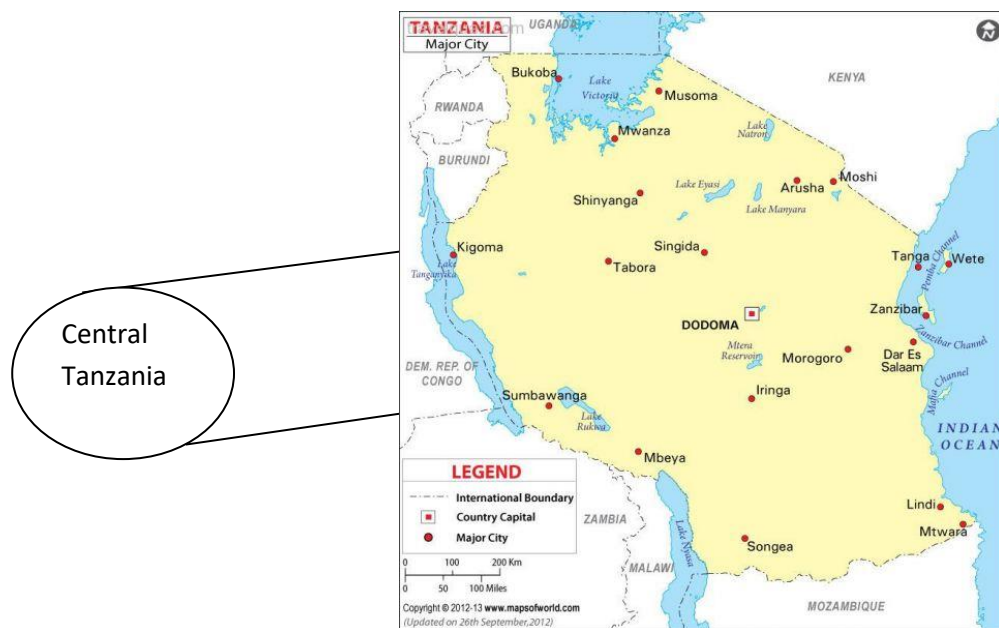 Central
Tanzania
TANZANIA
Major City
UGANDA
KENYA
RWANDA
BURUNDI
DEM. REP. OF
CONGO
ZAMBIA
MALAWI
MOZAMBIQUE
Bukoba
Lake
Victoria
Musoma
Mwanza
Lake
Natron
Shinyanga
Lake Eyasi
Arusha
Moshi
Lake Manyara
Kigoma
Lake
Tanganyika
Tabora
Singida
Tanga
Pemba Channel
Wete
DODOMA
Zanzibar
Zanzibar Channel
Mtera
Reservoir
Morogoro
Dar Es
Salaam
Mafia Channel
Sumbawanga
Lake
Rukwa
Iringa
INDIAN
OCEAN
Mbeya
Lake Nyasa
Lindi
Mtwara
Songea
LEGEND
International Boundary
Country Capital
Major City
0 100 200 Km
0 50 100 Miles
Copyright © 2012-13 www.mapsofworld.com
(Updated on 26th September,2012)